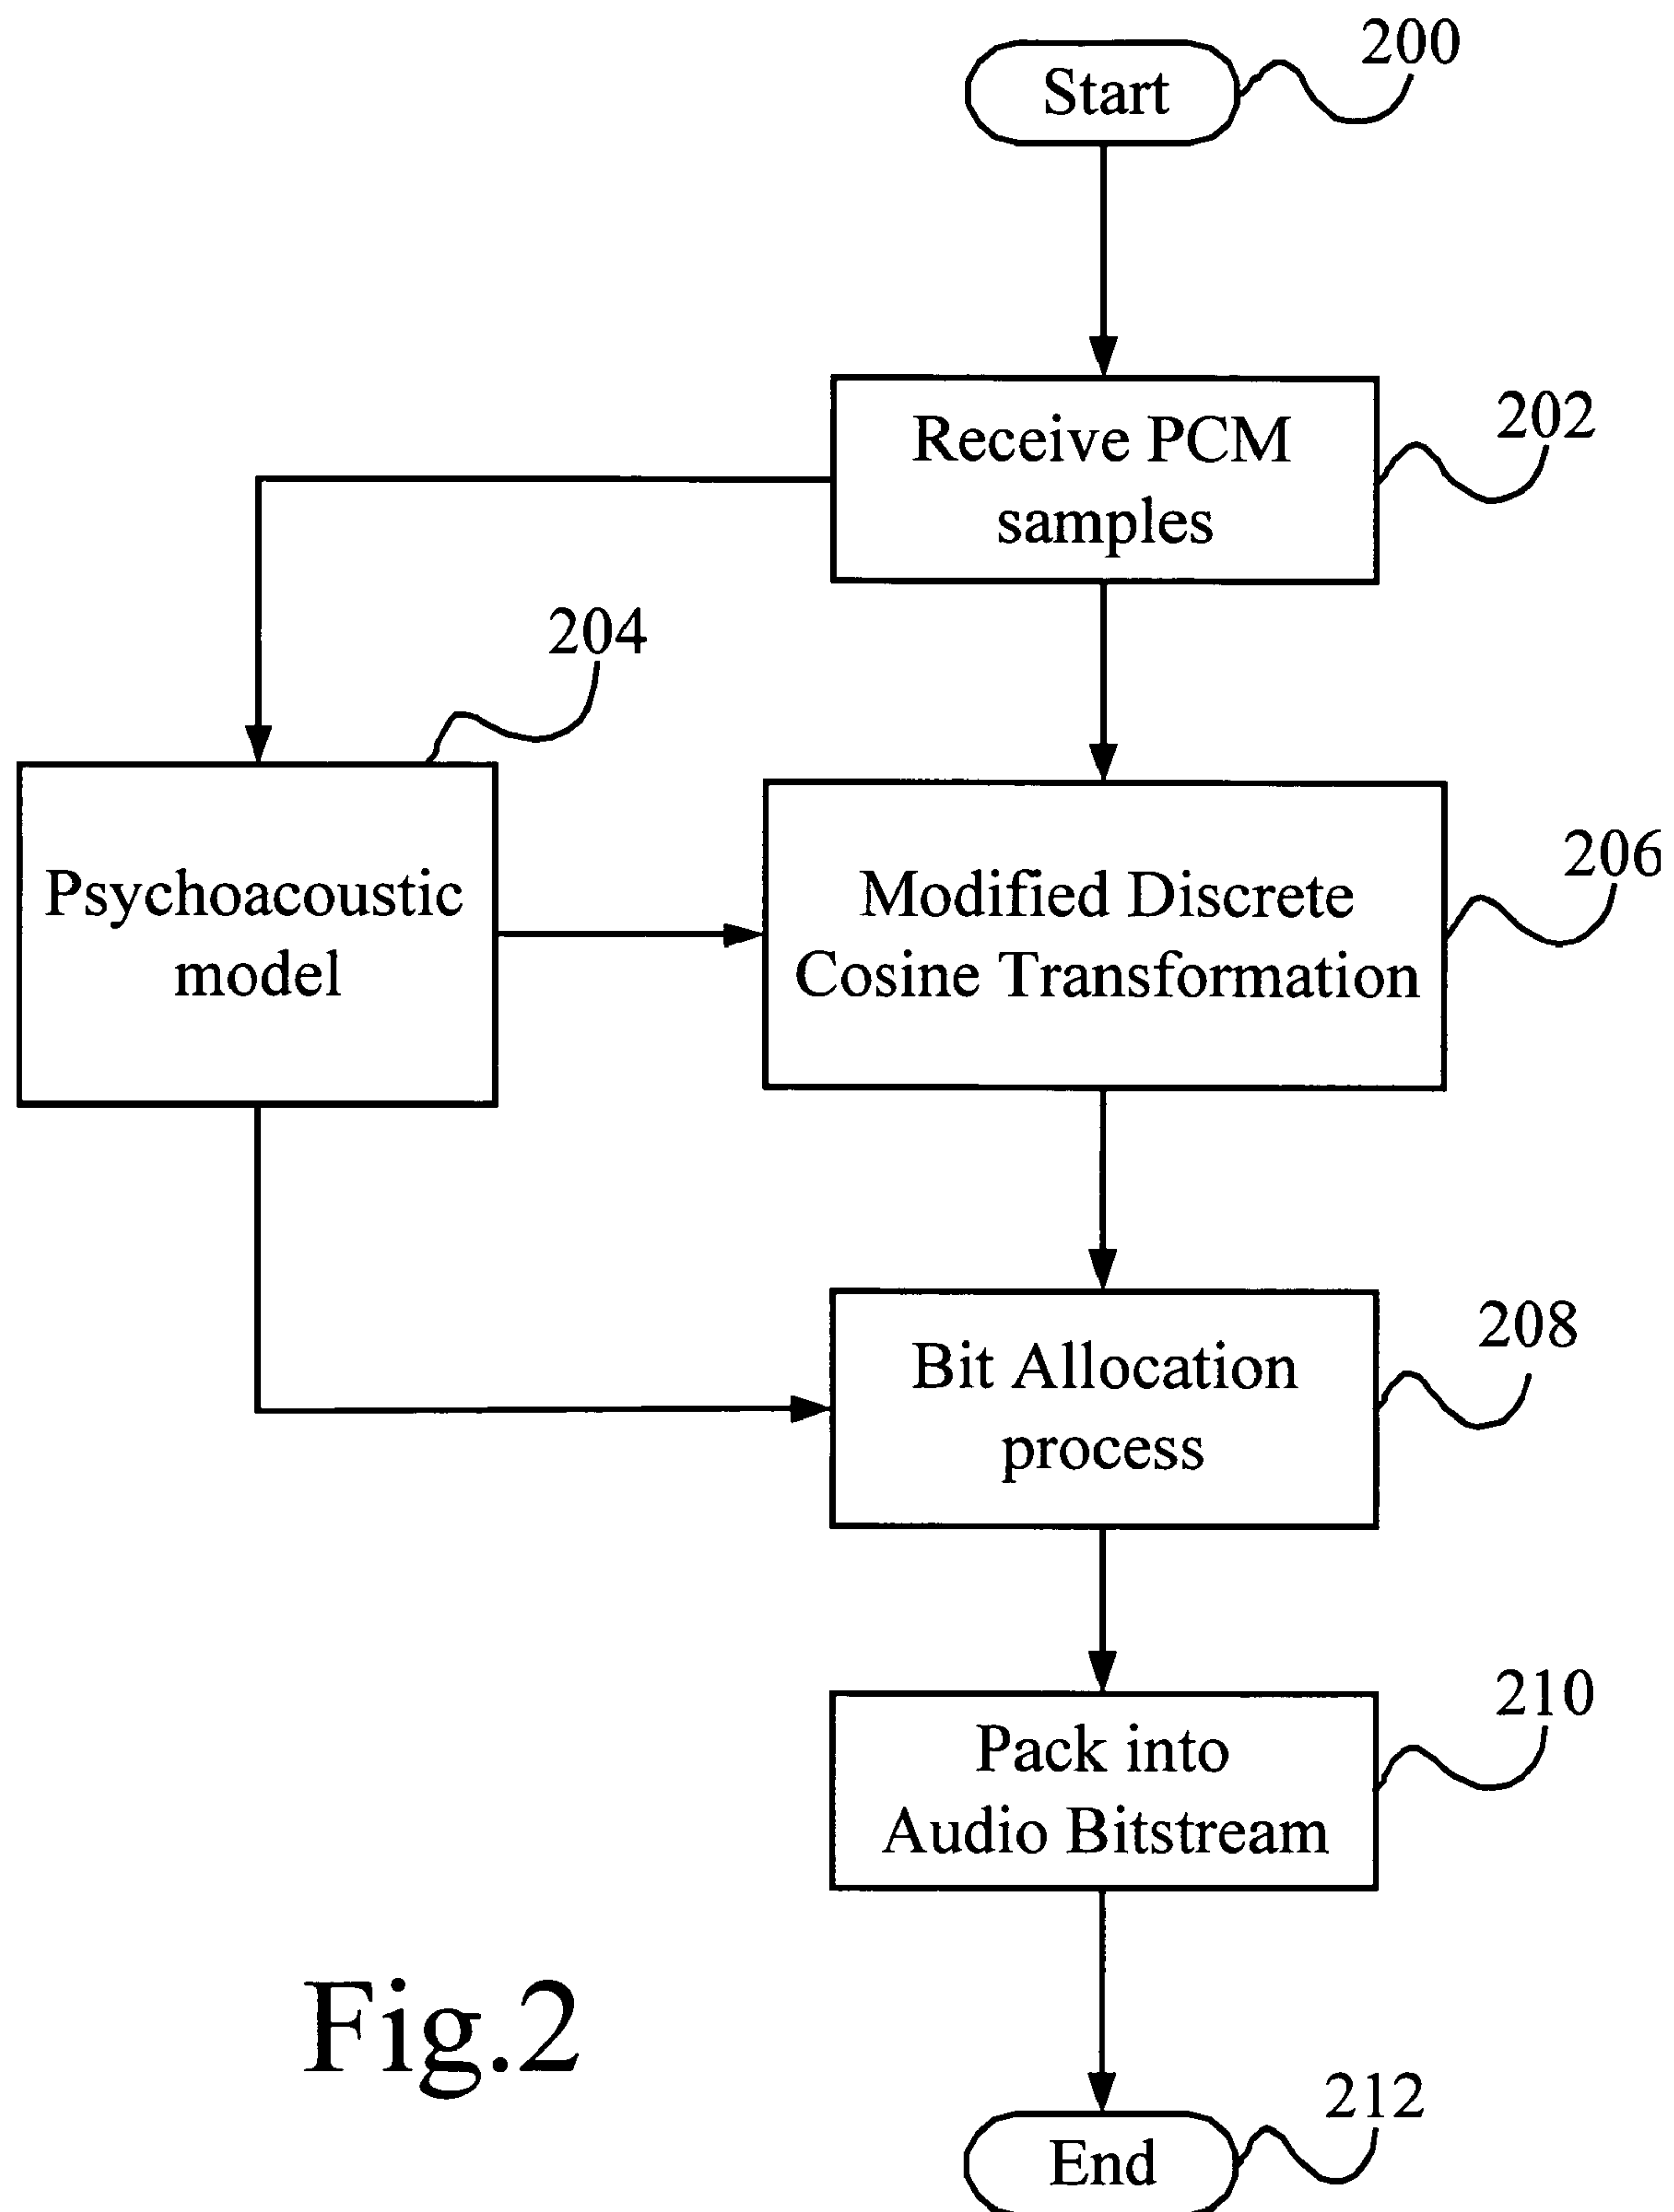 200
Start
202
Receive PCM
samples
204
Psychoacoustic
model
206
Modified Discrete
Cosine Transformation
208
Bit Allocation
process
210
Pack into
Audio Bitstream
Fig.2
212
End